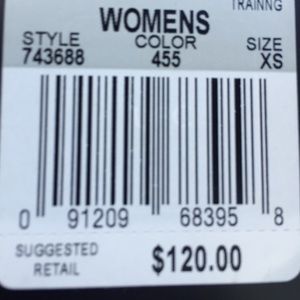 TRAINNG
WOMENS
STYLE COLOR SIZE
743688 455 XS
0 91209 68395 8
SUGGESTED
RETAIL $120.00